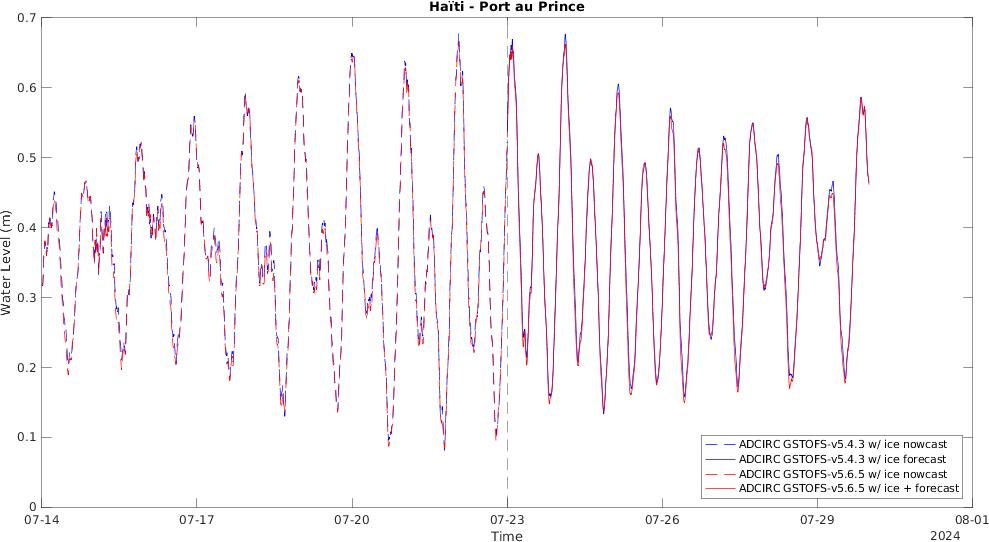 Haïti - Port au Prince
Water Level (m)
0.7
0.6
0.5
0.4
0.3
0.2
0.1
0
ADCIRC GSTOFS-v5.4.3 w/ ice nowcast
ADCIRC GSTOFS-v5.4.3 w/ ice forecast
ADCIRC GSTOFS-v5.6.5 w/ ice nowcast
ADCIRC GSTOFS-v5.6.5 w/ ice + forecast
07-14 07-17 07-20 07-23 07-26 07-29 08-01
Time
2024